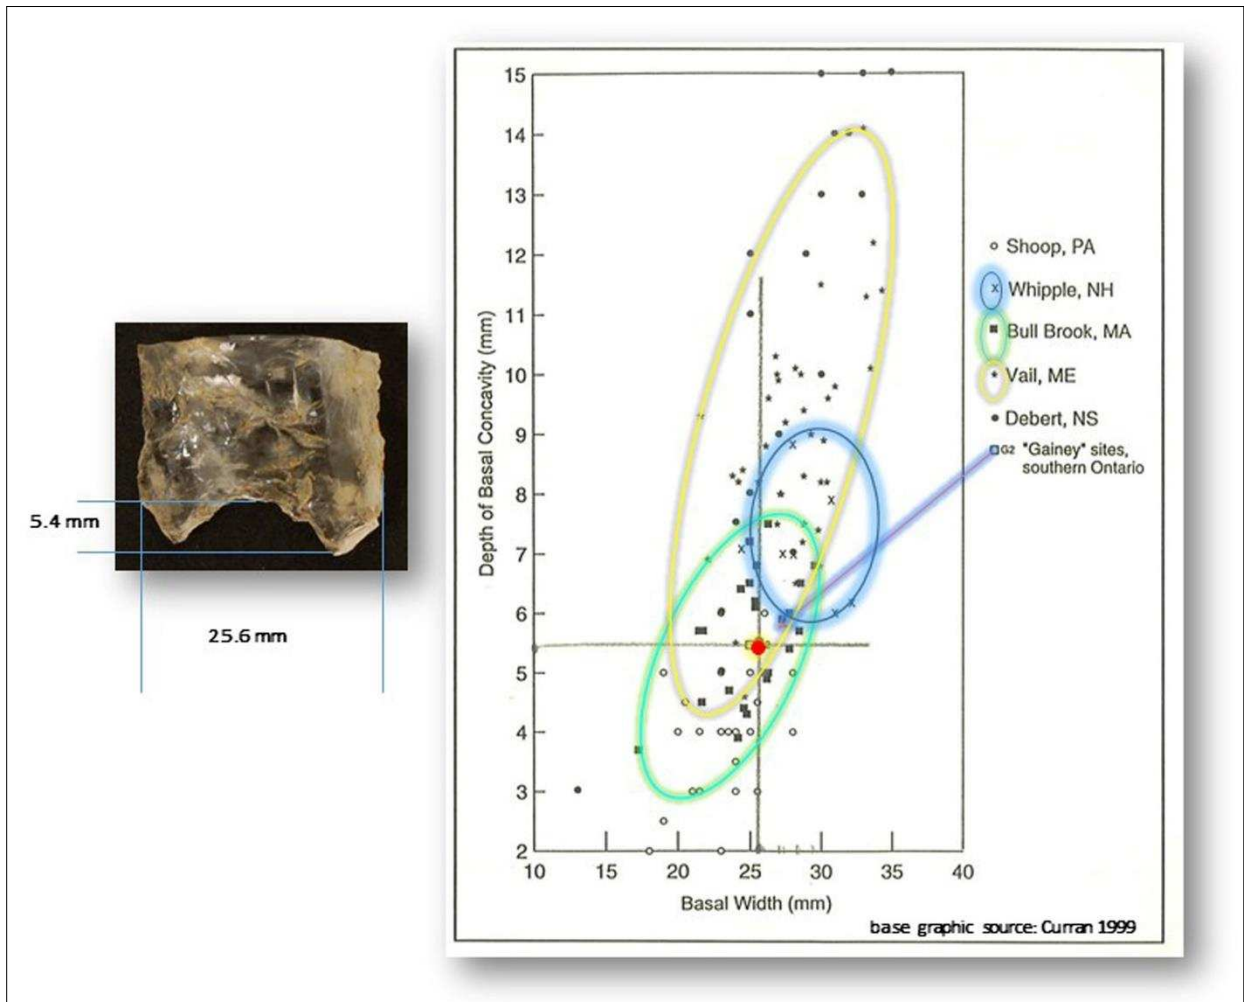 5.4 mm
25.6 mm
15
14
13
12
11
10
9
8
7
6
5
4
3
2
Depth of Basal Concavity (mm)
10 15 20 25 30 35 40
Basal Width (mm)
Shoop, PA
x Whipple, NH
Bull Brook, MA
Vail, ME
Debert, NS
G2 "Gainey" sites,
southern Ontario
base graphic source: Curran 1999